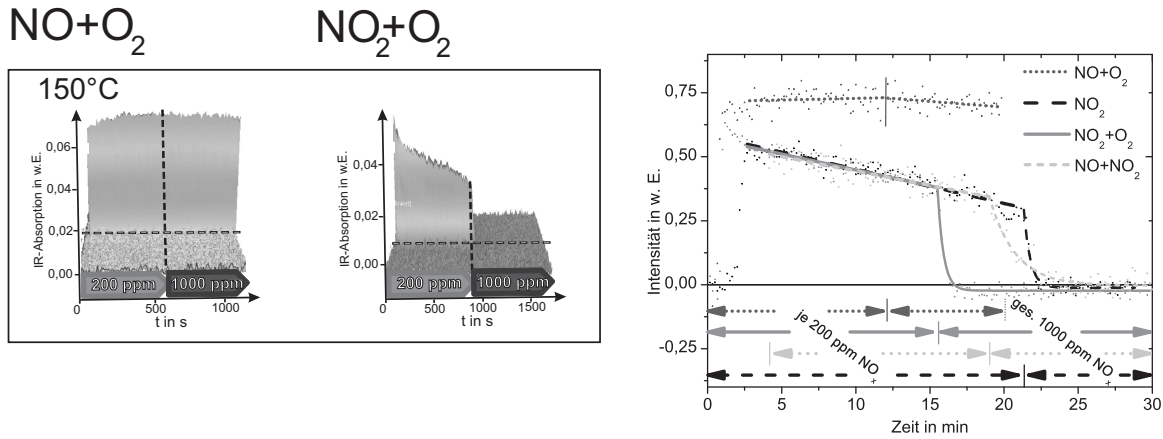 NO+O2
NO2+O2
150°C
IR-Absorption in w.E.
0,06
0,04
0,02
0,00
200 ppm
1000 ppm
0
500
1000
t in s
IR-Absorption in w.E.
0,04
0,02
0,00
200 ppm
1000 ppm
0
500
1000
1500
t in s
Intensität in w. E.
0,75
0,50
0,25
0,00
-0,25
NO+O2
NO2
NO2+O2
NO+NO2
je 200 ppm NOx
ges. 1000 ppm NOx
0
5
10
15
20
25
30
Zeit in min